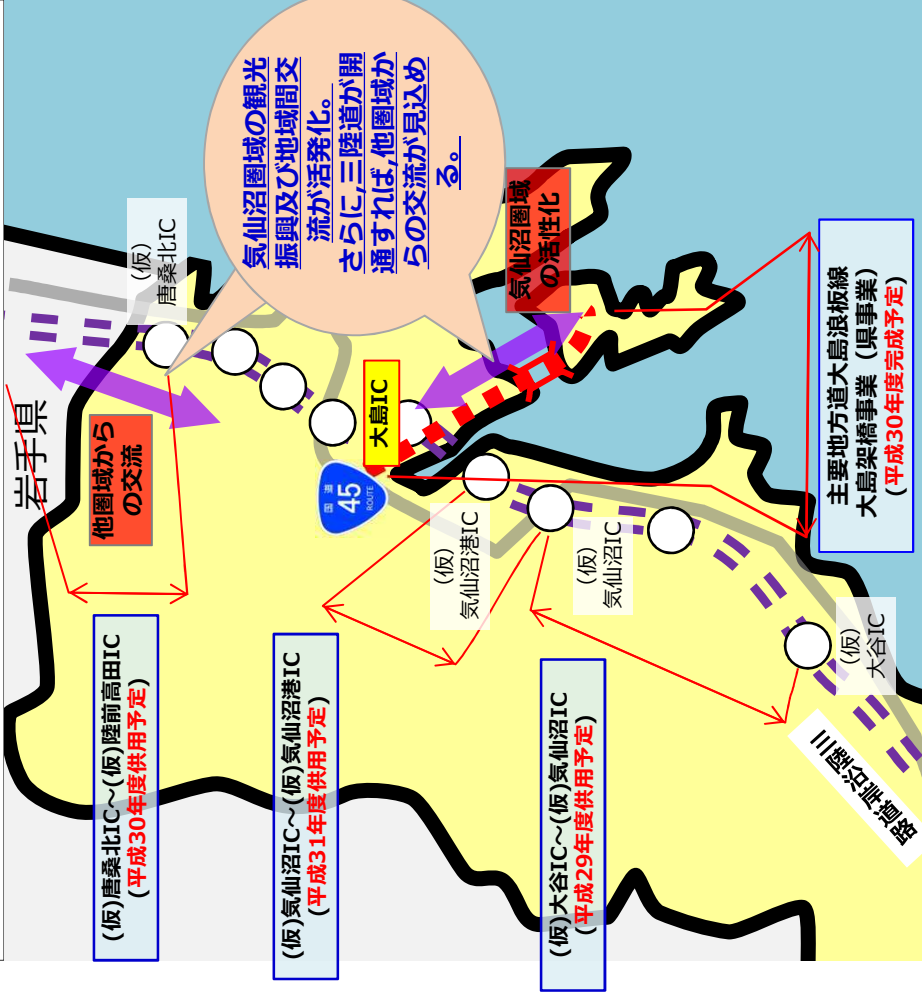 気仙沼圏域の観光
振興及び地域間交
流が活発化。
さらに,三陸道が開
通すれば,他圏域か
らの交流が見込め
る。
岩手県
(仮)
唐桑北IC
他圏域から
の交流
大島IC
気仙沼圏域
の活性化
国道
45
ROUTE
(仮)
気仙沼港IC
(仮)
気仙沼IC
(仮)
大谷IC
三陸沿岸道路
主要地方道大島浪板線
大島架橋事業（県事業）
(平成30年度完成予定)
(仮)唐桑北IC～(仮)陸前高田IC
(平成30年度供用予定)
(仮)気仙沼IC～(仮)気仙沼港IC
(平成31年度供用予定)
(仮)大谷IC～(仮)気仙沼IC
(平成29年度供用予定)